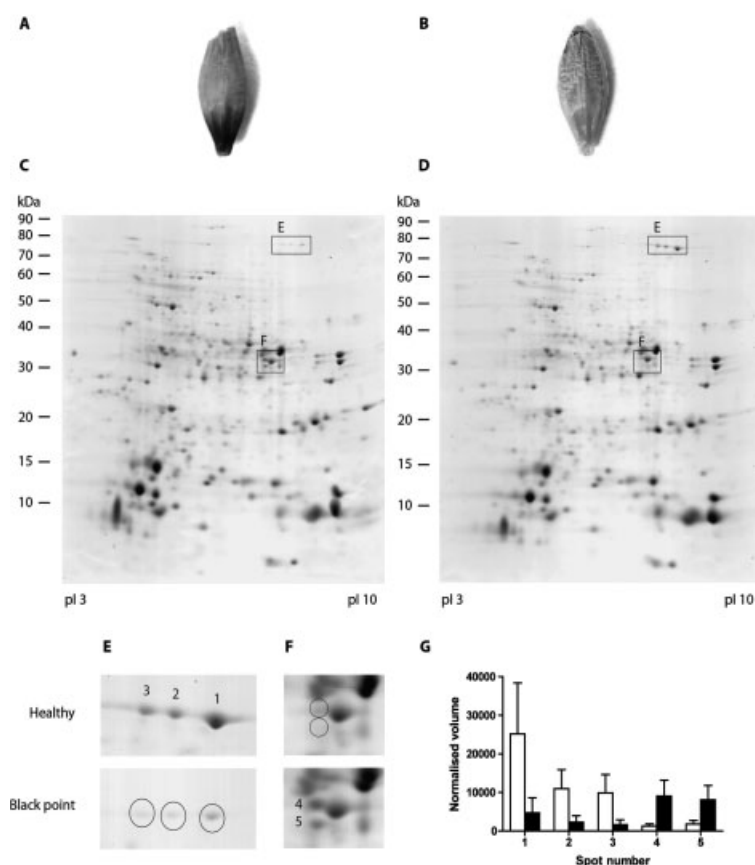 A
B
C
D
kDa
90
80
70
60
50
40
30
20
15
10
E
F
pI 3
pI 10
kDa
90
80
70
60
50
40
30
20
15
10
E
F
pI 3
pI 10
E
F
G
Healthy
3 2 1
Black point
4
5
Normalised volume
40000
30000
20000
10000
0
1 2 3 4 5
Spot number